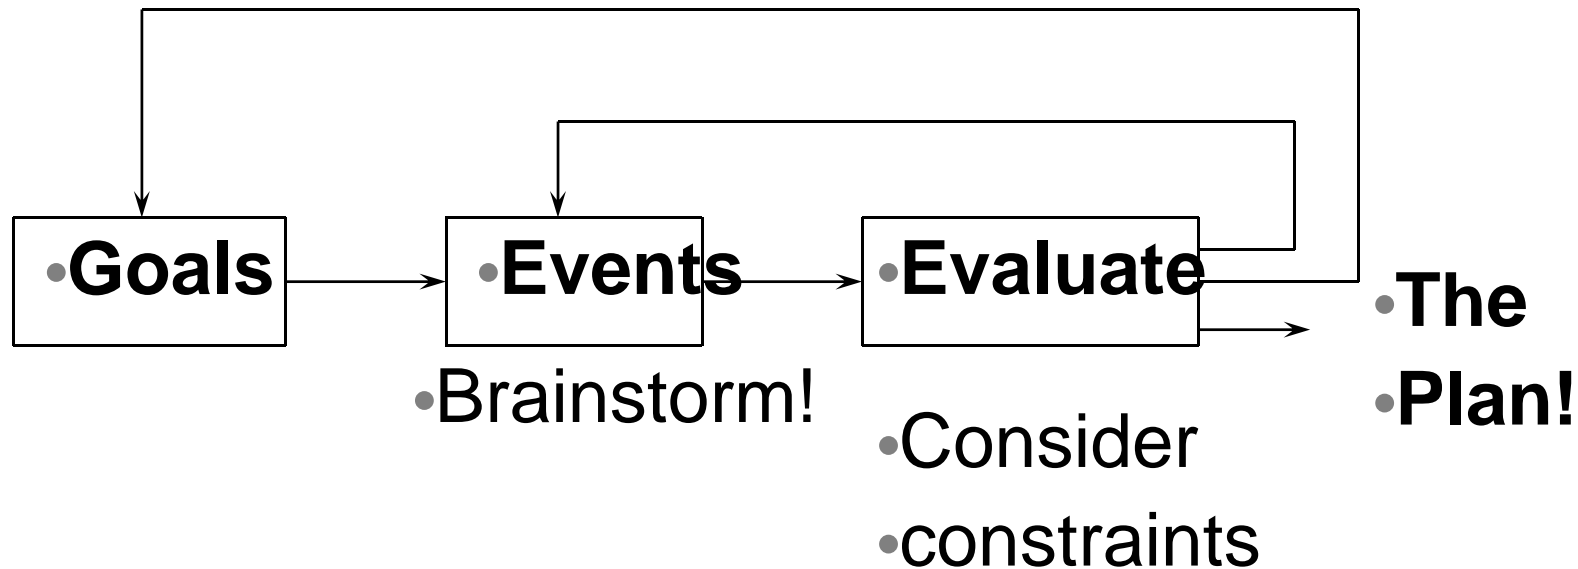 •Goals
•Events
•Evaluate
•The
•Plan!
•Brainstorm!
•Consider
•constraints